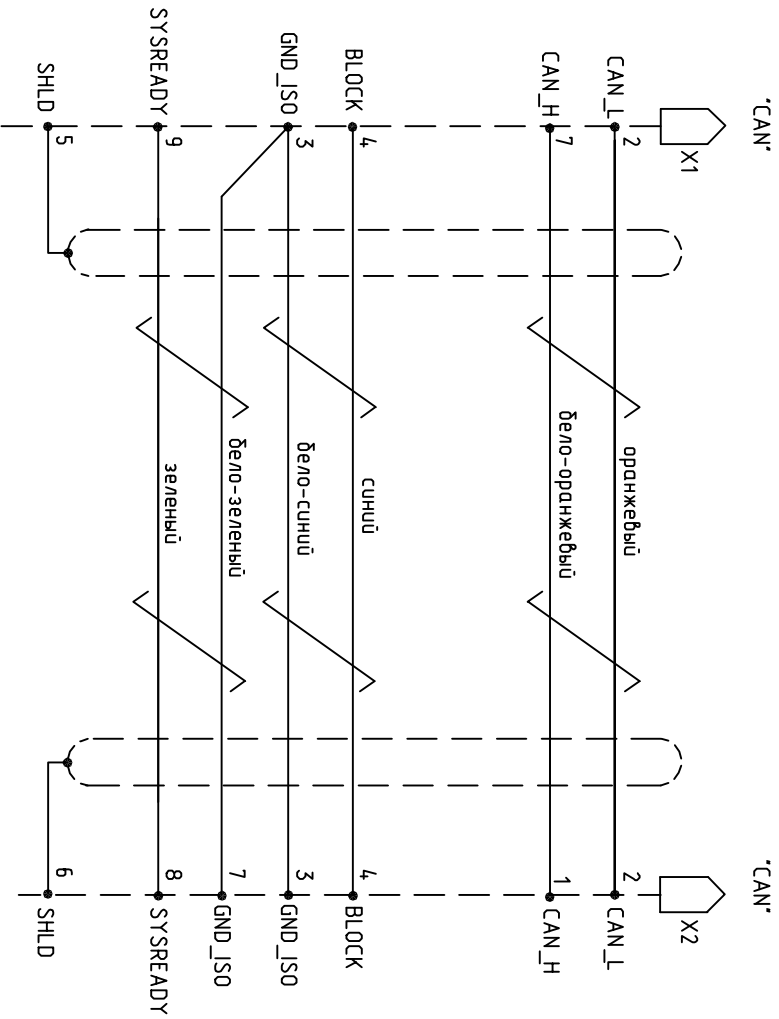 "CAN"
"CAN"
X1
X2
CAN_L
2
оранжевый
2
CAN_L
CAN_H
7
бело-оранжевый
1
CAN_H
BLOCK
4
синий
4
BLOCK
GND_ISO
3
бело-синий
3
GND_ISO
бело-зеленый
7
GND_ISO
SYSREADY
9
зеленый
8
SYSREADY
SHLD
5
6
SHLD